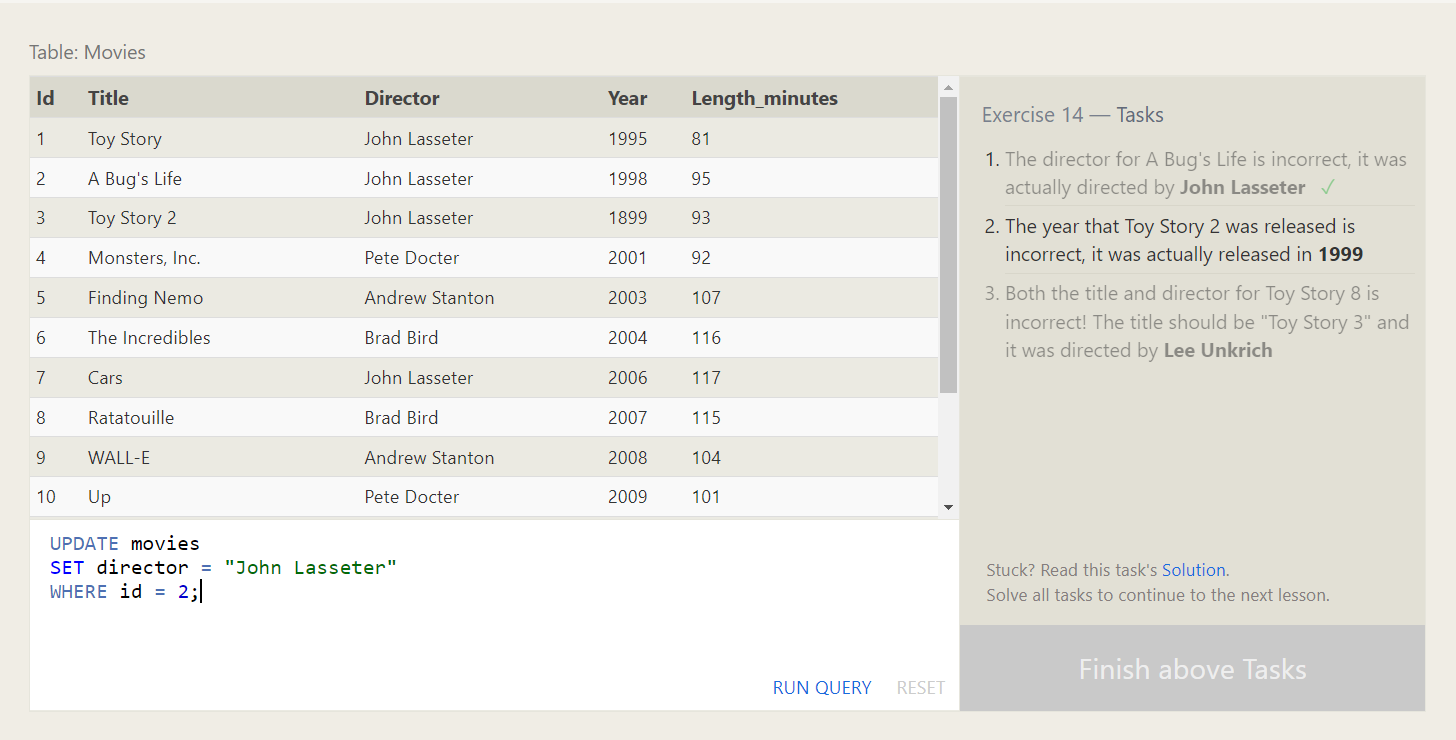 Table: Movies
Id Title Director Year Length_minutes
1 Toy Story John Lasseter 1995 81
2 A Bug's Life John Lasseter 1998 95
3 Toy Story 2 John Lasseter 1899 93
4 Monsters, Inc. Pete Docter 2001 92
5 Finding Nemo Andrew Stanton 2003 107
6 The Incredibles Brad Bird 2004 116
7 Cars John Lasseter 2006 117
8 Ratatouille Brad Bird 2007 115
9 WALL-E Andrew Stanton 2008 104
10 Up Pete Docter 2009 101
UPDATE movies
SET director = "John Lasseter"
WHERE id = 2;
RUN QUERY RESET
Exercise 14 — Tasks
1. The director for A Bug's Life is incorrect, it was
actually directed by John Lasseter ✓
2. The year that Toy Story 2 was released is
incorrect, it was actually released in 1999
3. Both the title and director for Toy Story 8 is
incorrect! The title should be "Toy Story 3" and
it was directed by Lee Unkrich
Stuck? Read this task's Solution.
Solve all tasks to continue to the next lesson.
Finish above Tasks